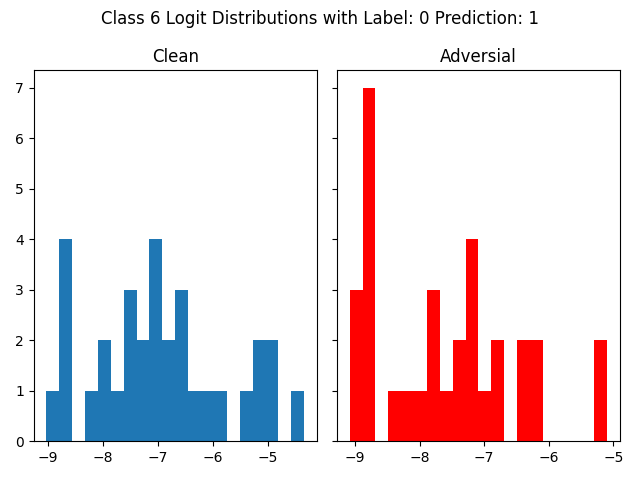 Class 6 Logit Distributions with Label: 0 Prediction: 1
Clean
Adversial
7
6
5
4
3
2
1
0
−9 −8 −7 −6 −5
−9 −8 −7 −6 −5